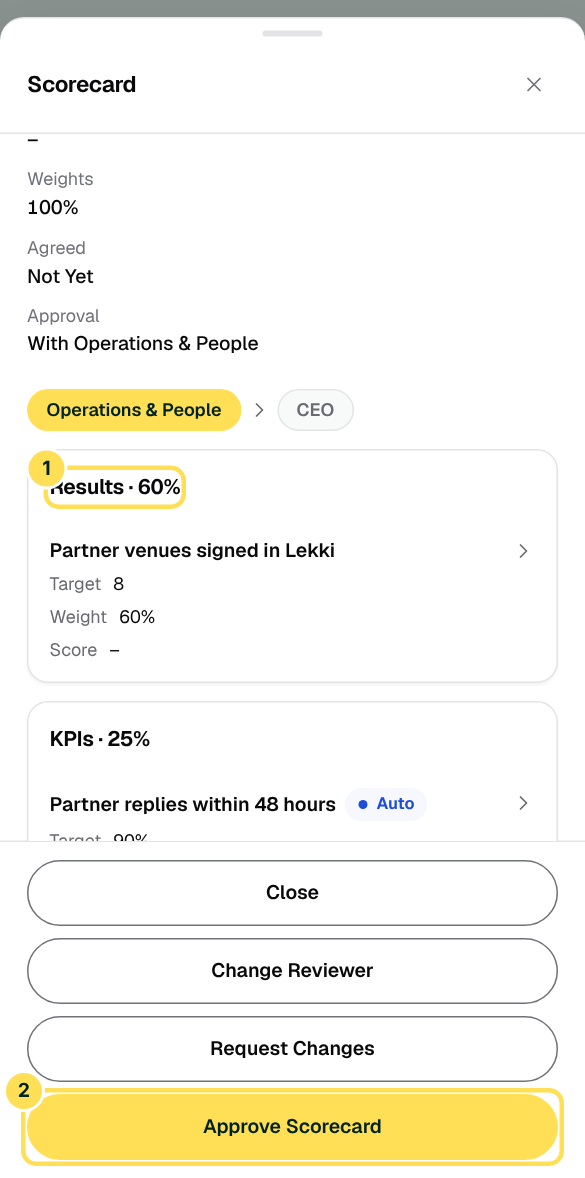 Scorecard
–
Weights
100%
Agreed
Not Yet
Approval
With Operations & People
Operations & People > CEO
1
Results · 60%
Partner venues signed in Lekki
Target 8
Weight 60%
Score –
KPIs · 25%
Partner replies within 48 hours • Auto
Target 90%
Close
Change Reviewer
Request Changes
2
Approve Scorecard